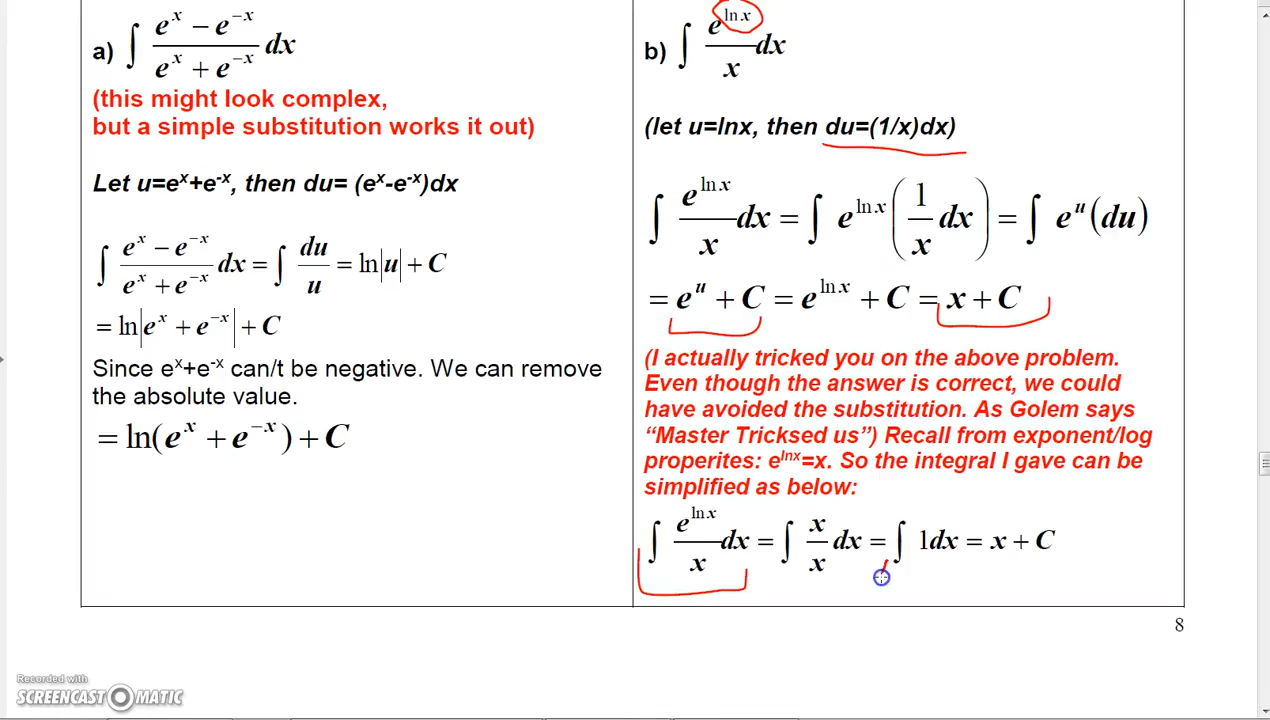 a) ∫ (e^x − e^−x)/(e^x + e^−x) dx
(this might look complex,
but a simple substitution works it out)
Let u=e^x+e^-x, then du= (e^x-e^-x)dx
∫ (e^x − e^−x)/(e^x + e^−x) dx = ∫ du/u = ln|u| + C
= ln|e^x + e^−x| + C
Since e^x+e^-x can/t be negative. We can remove
the absolute value.
= ln(e^x + e^−x) + C
b) ∫ e^(ln x)/x dx
(let u=lnx, then du=(1/x)dx)
∫ e^(ln x)/x dx = ∫ e^(ln x) (1/x dx) = ∫ e^u (du)
= e^u + C = e^(ln x) + C = x + C
(I actually tricked you on the above problem.
Even though the answer is correct, we could
have avoided the substitution. As Golem says
“Master Tricksed us”) Recall from exponent/log
properites: e^lnx=x. So the integral I gave can be
simplified as below:
∫ e^(ln x)/x dx = ∫ x/x dx = ∫ 1dx = x + C
8
Recorded with
SCREENCAST-O-MATIC